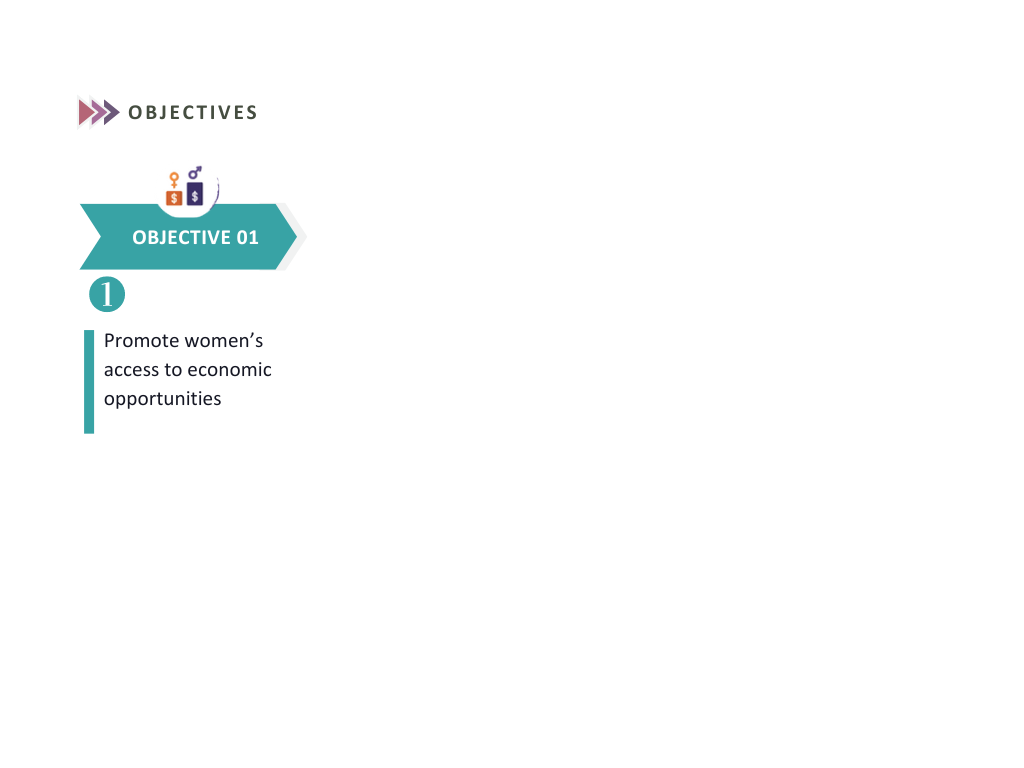 OBJECTIVES
$ $
OBJECTIVE 01
1
Promote women’s
access to economic
opportunities